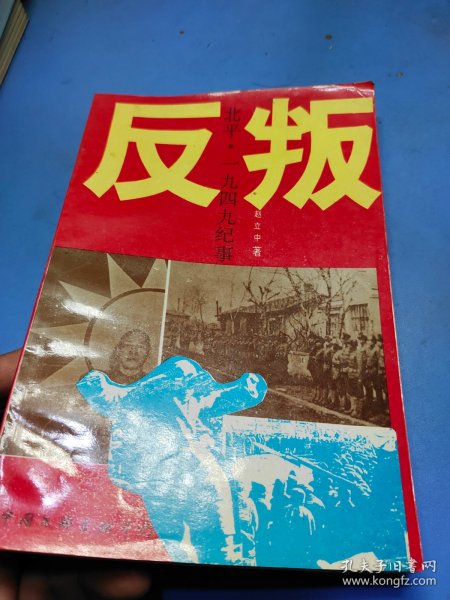 反叛
北平·一九四九纪事
赵立中 著
孔夫子旧书网
www.kongfz.com